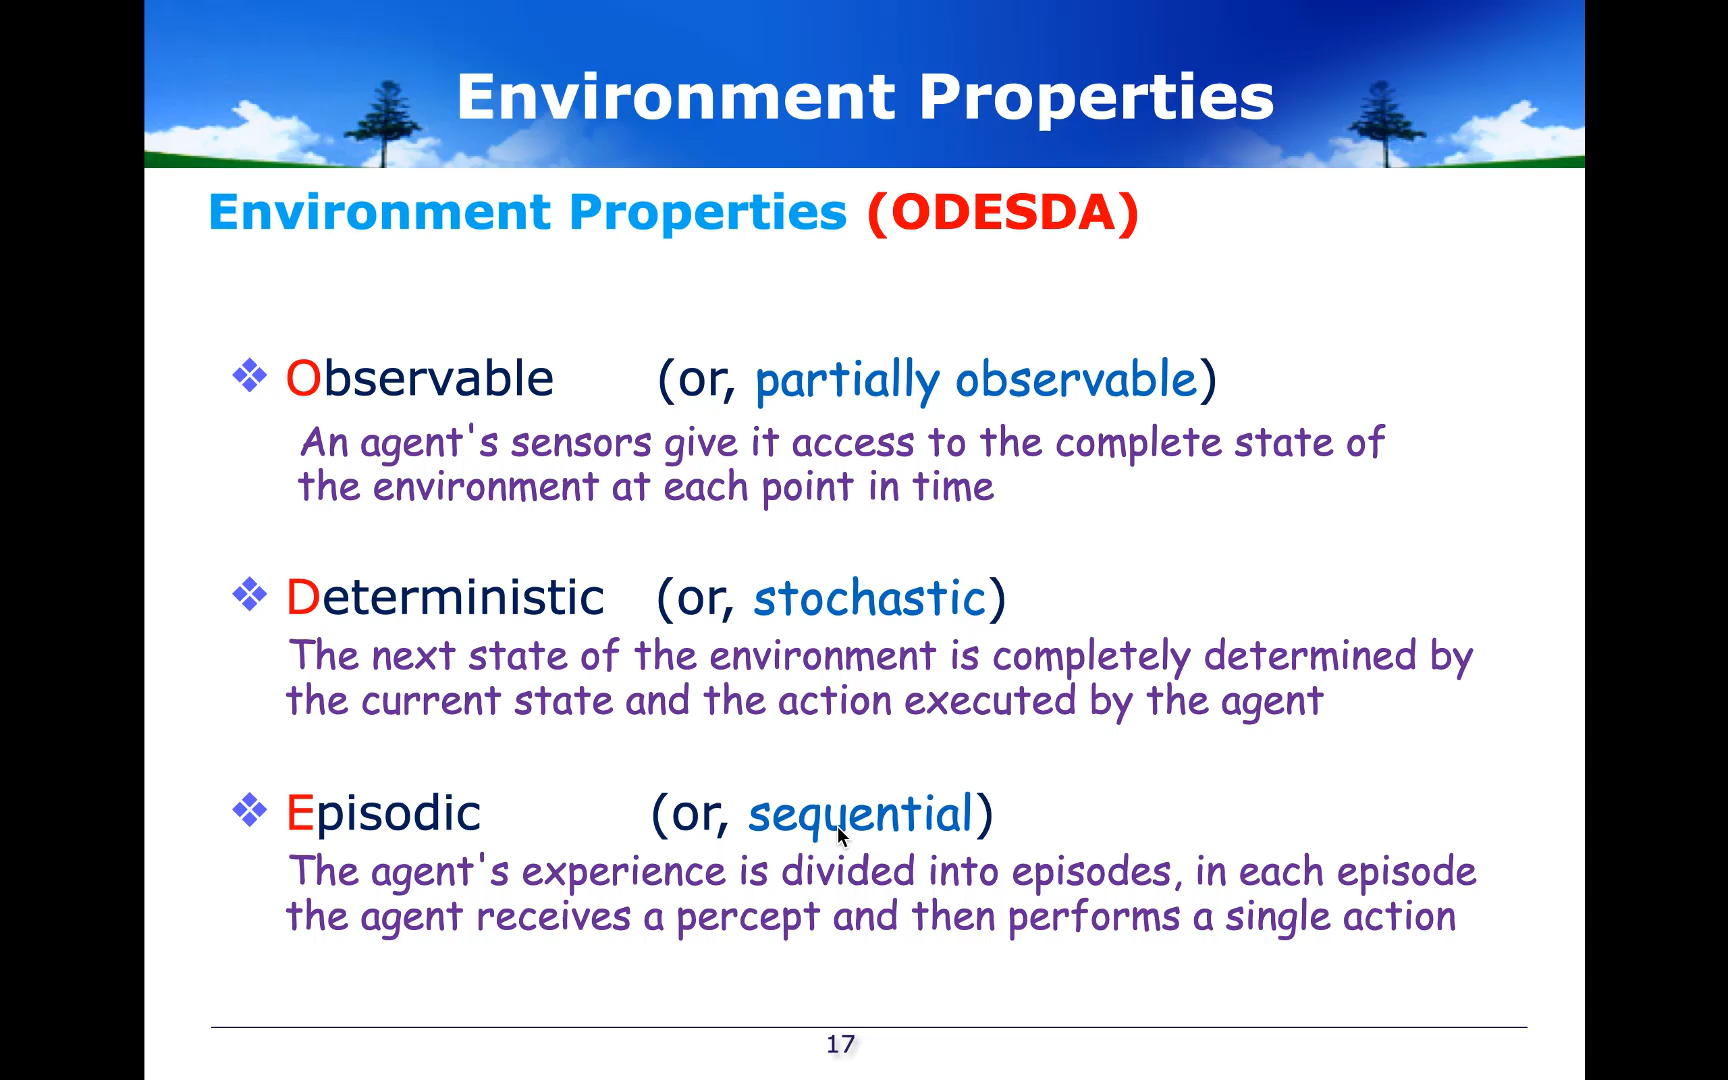 Environment Properties
Environment Properties (ODESDA)
Observable (or, partially observable)
An agent's sensors give it access to the complete state of
the environment at each point in time
Deterministic (or, stochastic)
The next state of the environment is completely determined by
the current state and the action executed by the agent
Episodic (or, sequential)
The agent's experience is divided into episodes, in each episode
the agent receives a percept and then performs a single action
17